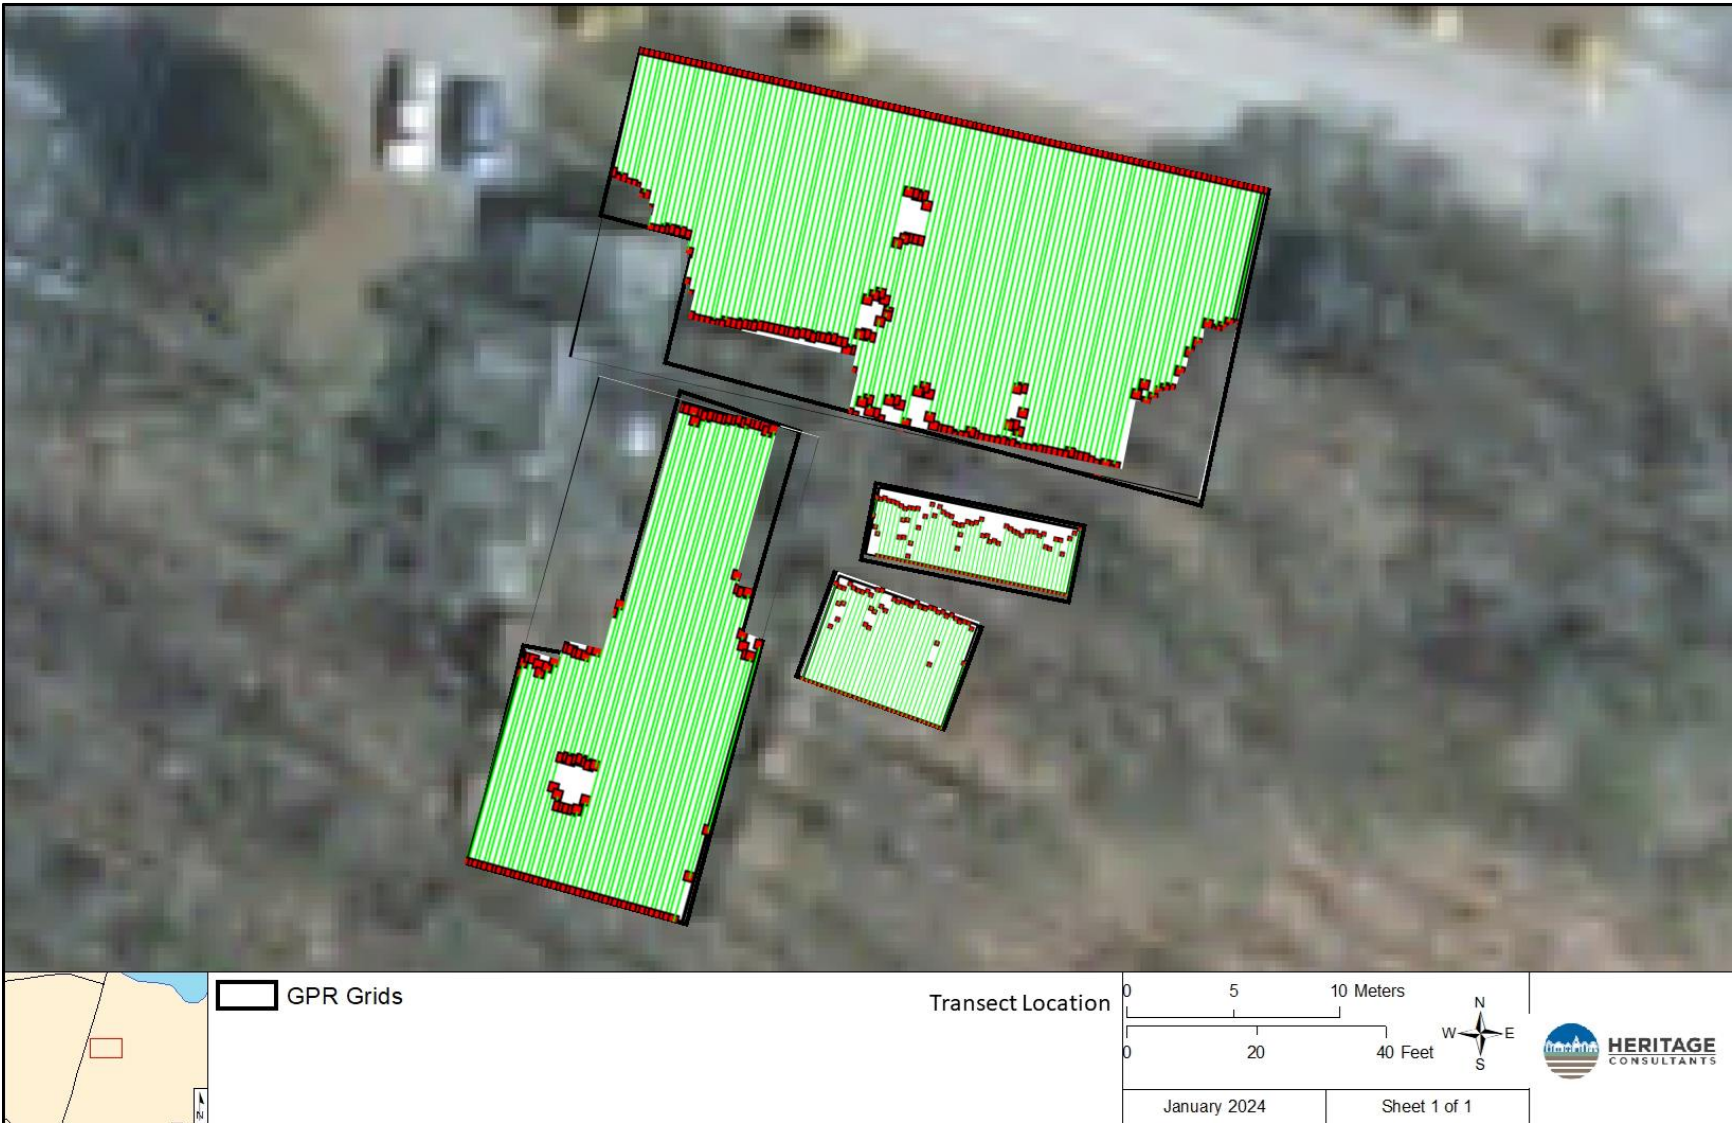 GPR Grids
Transect Location
0 5 10 Meters
0 20 40 Feet
N
W E
S
January 2024
Sheet 1 of 1
HERITAGE
CONSULTANTS
N